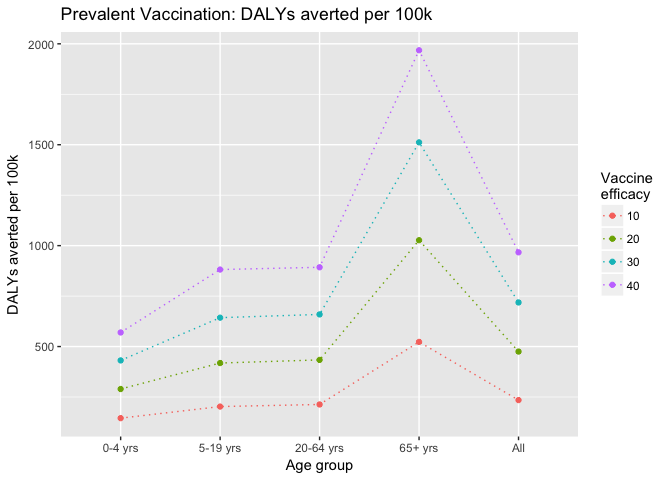 Prevalent Vaccination: DALYs averted per 100k
DALYs averted per 100k
2000
1500
1000
500
0-4 yrs
5-19 yrs
20-64 yrs
65+ yrs
All
Age group
Vaccine
efficacy
10
20
30
40